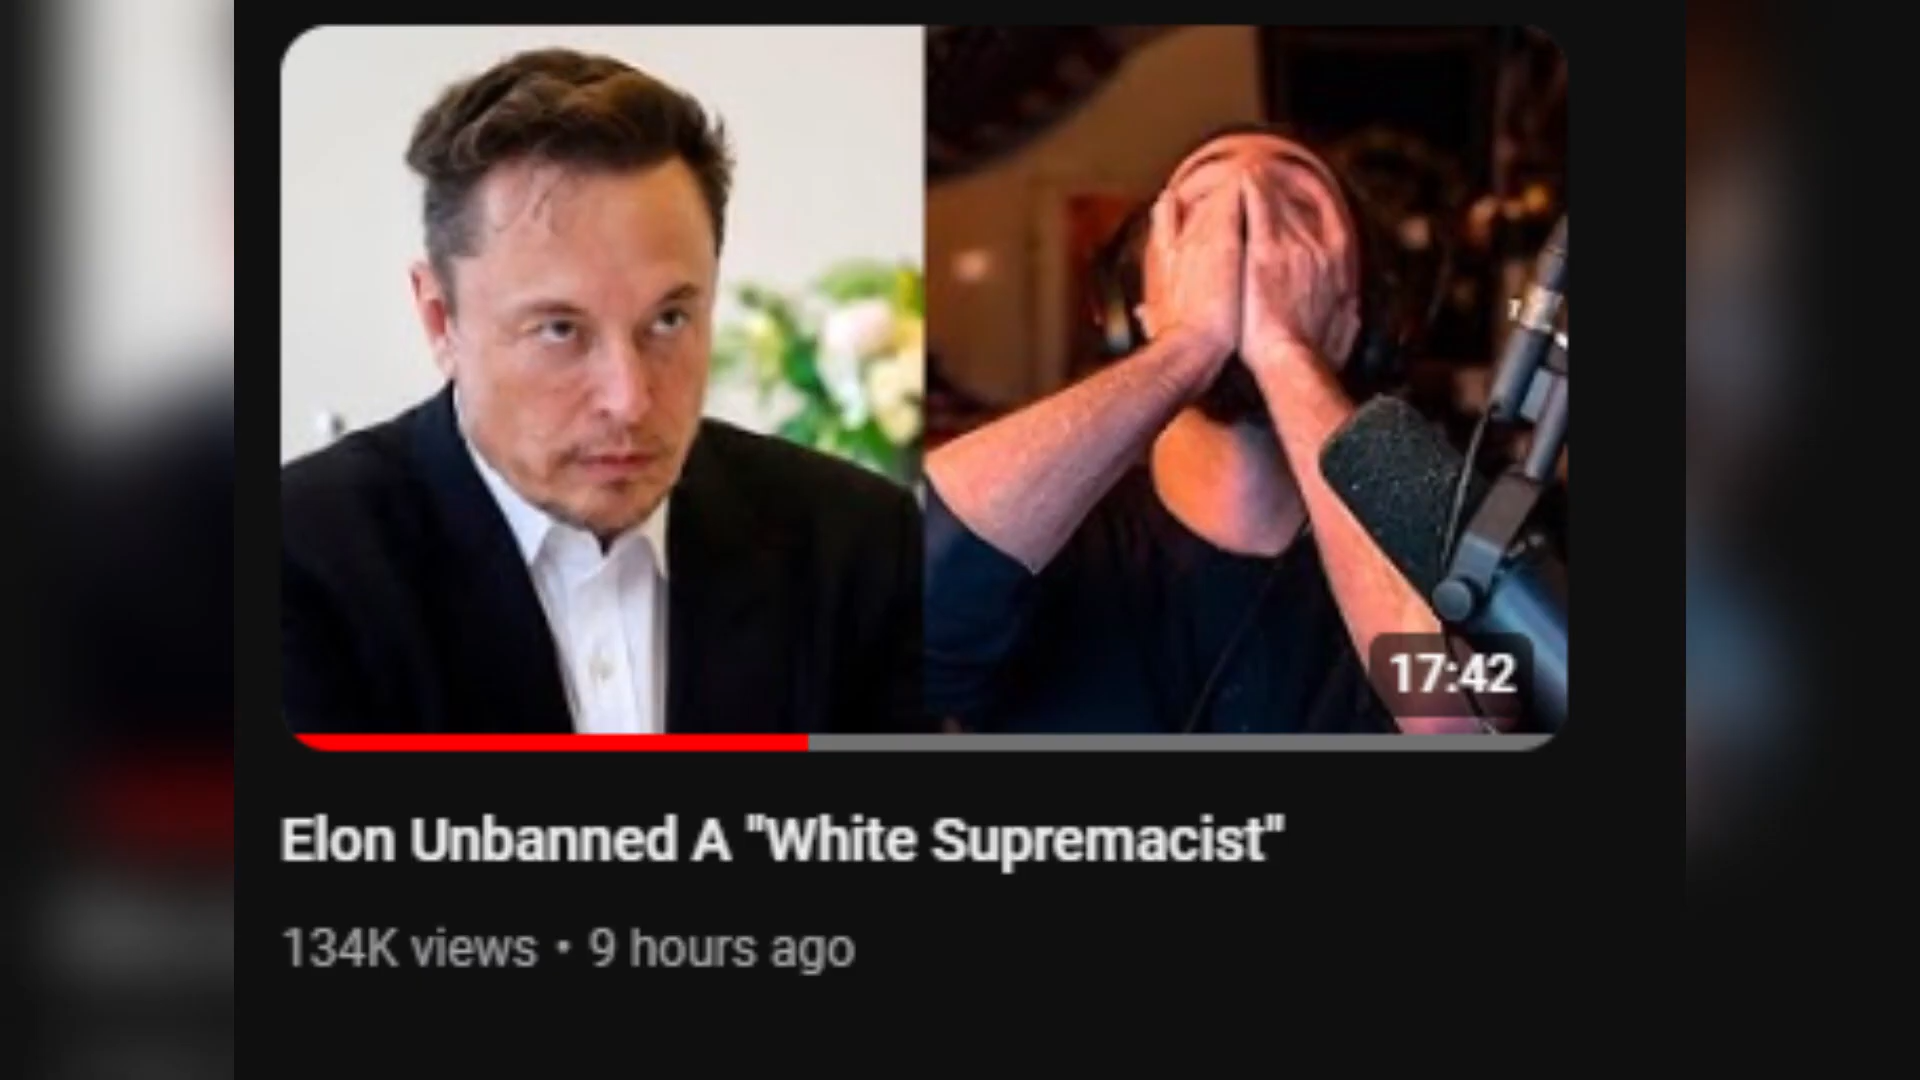 17:42
Elon Unbanned A "White Supremacist"
134K views • 9 hours ago